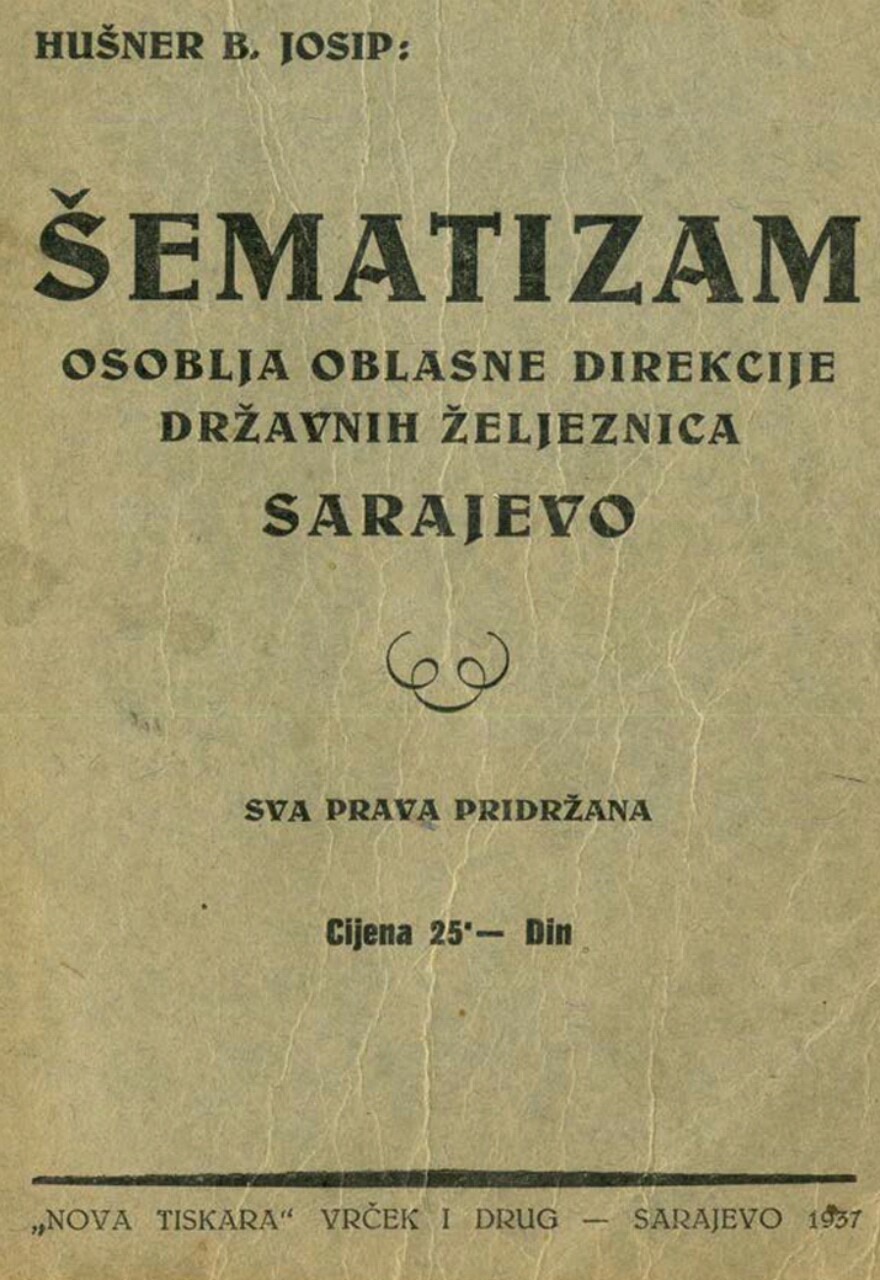 HUŠNER B. JOSIP:
ŠEMATIZAM
OSOBLJA OBLASNE DIREKCIJE
DRŽAVNIH ŽELJEZNICA
SARAJEVO
SVA PRAVA PRIDRŽANA
Cijena 25·— Din
„NOVA TISKARA“ VRČEK I DRUG — SARAJEVO 1937